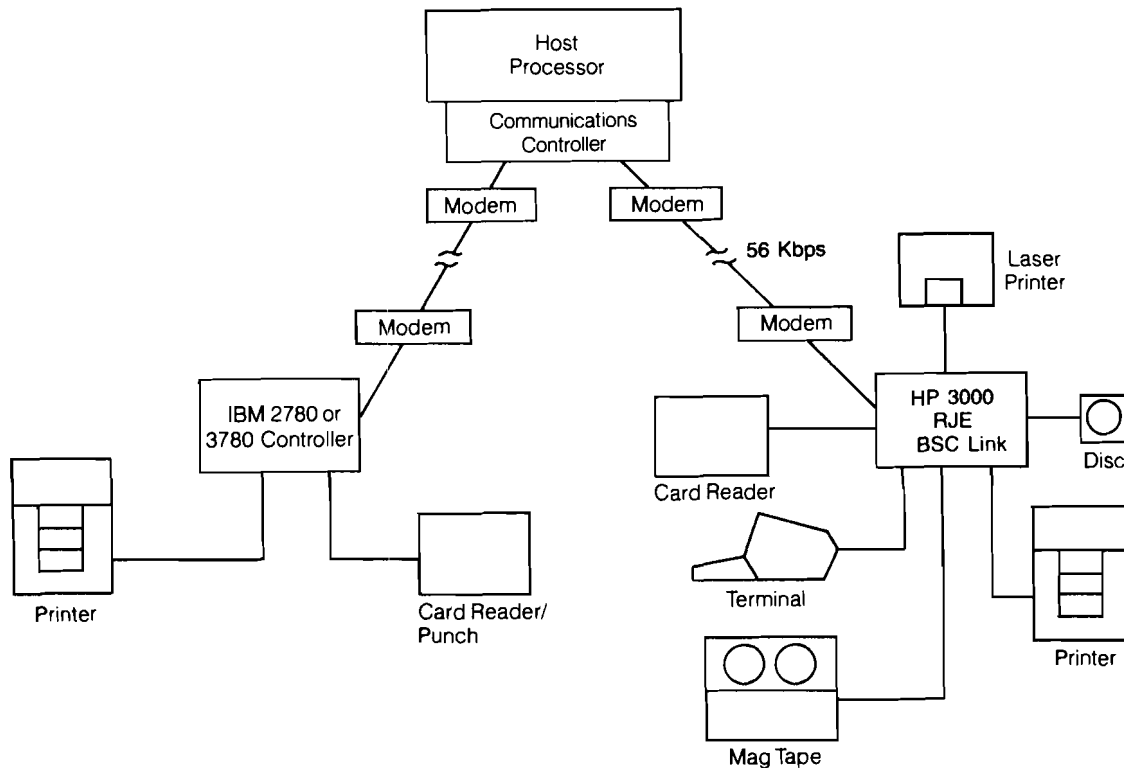 Host
Processor
Communications
Controller
Modem
Modem
56 Kbps
Laser
Printer
Modem
Modem
IBM 2780 or
3780 Controller
HP 3000
RJE
BSC Link
Disc
Card Reader
Printer
Card Reader/
Punch
Terminal
Printer
Mag Tape